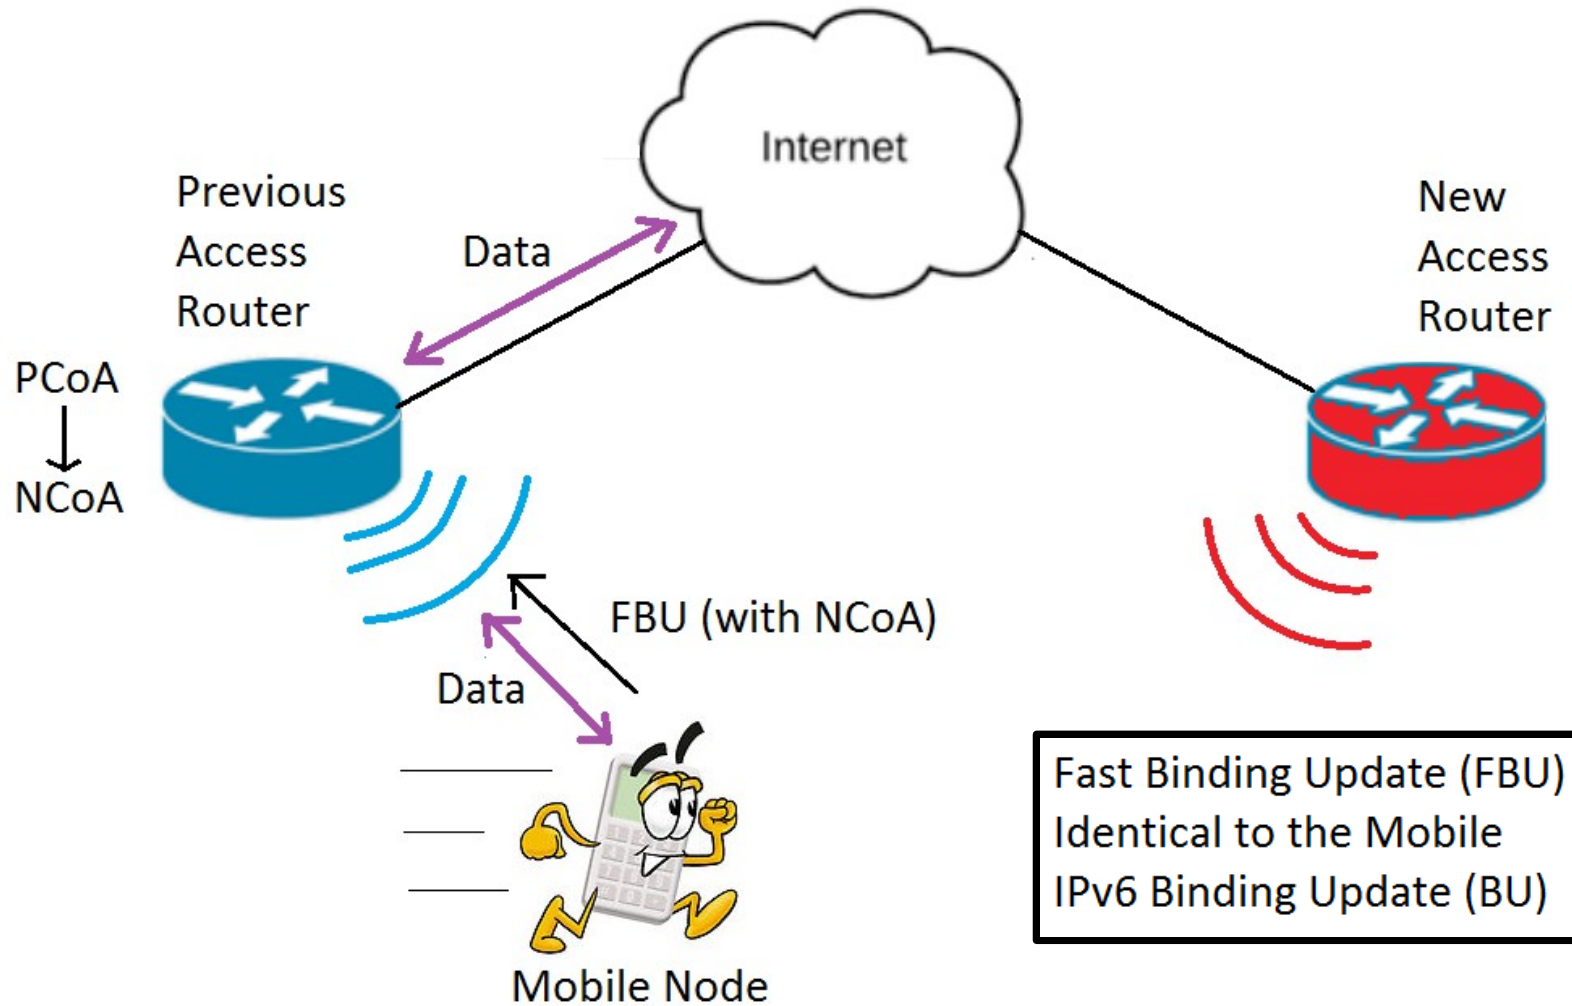 Internet
Previous
Access
Router
Data
New
Access
Router
PCoA
NCoA
FBU (with NCoA)
Data
Fast Binding Update (FBU)
Identical to the Mobile
IPv6 Binding Update (BU)
Mobile Node